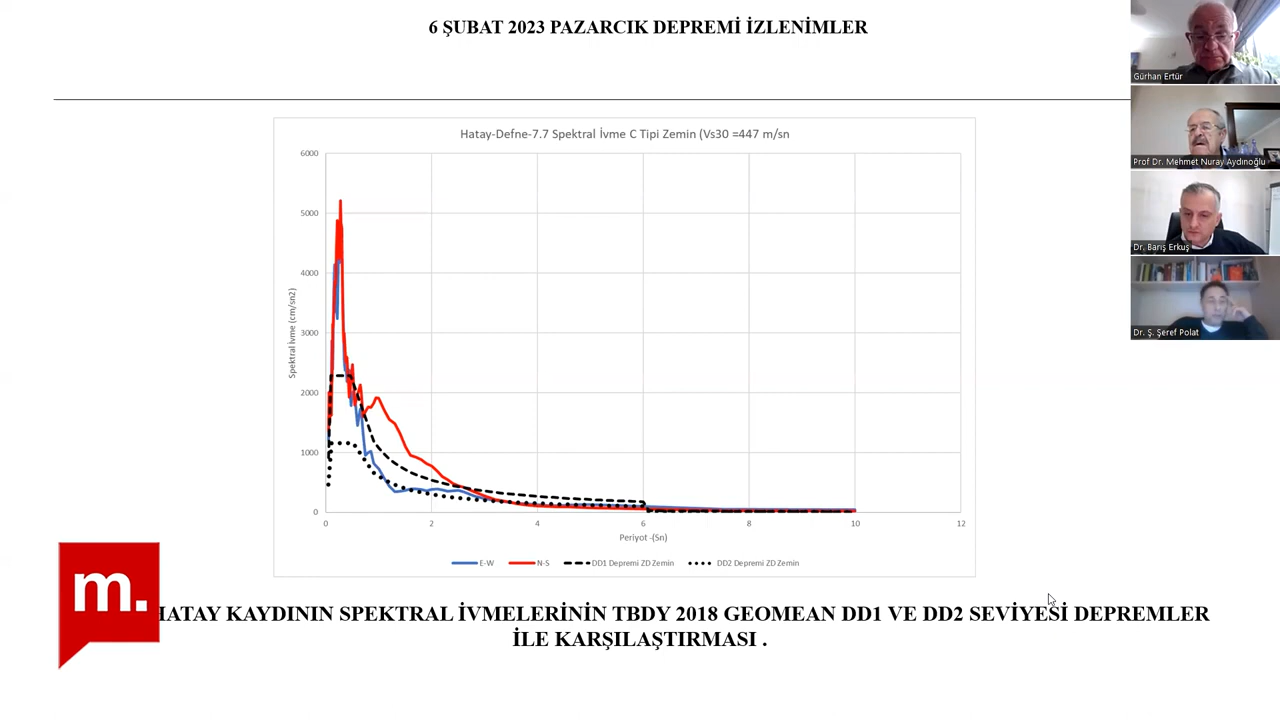 6 ŞUBAT 2023 PAZARCIK DEPREMİ İZLENİMLER
Gürhan Ertür
Prof Dr. Mehmet Nuray Aydınoğlu
Dr. Barış Erkuş
Dr. Ş. Şeref Polat
Hatay-Defne-7.7 Spektral İvme C Tipi Zemin (Vs30 =447 m/sn
Spektral İvme (cm/sn2)
6000
5000
4000
3000
2000
1000
0
0 2 4 6 8 10 12
Periyot -(Sn)
E-W N-S DD1 Depremi ZD Zemin DD2 Depremi ZD Zemin
m.
HATAY KAYDININ SPEKTRAL İVMELERİNİN TBDY 2018 GEOMEAN DD1 VE DD2 SEVİYESİ DEPREMLER
İLE KARŞILAŞTIRMASI .